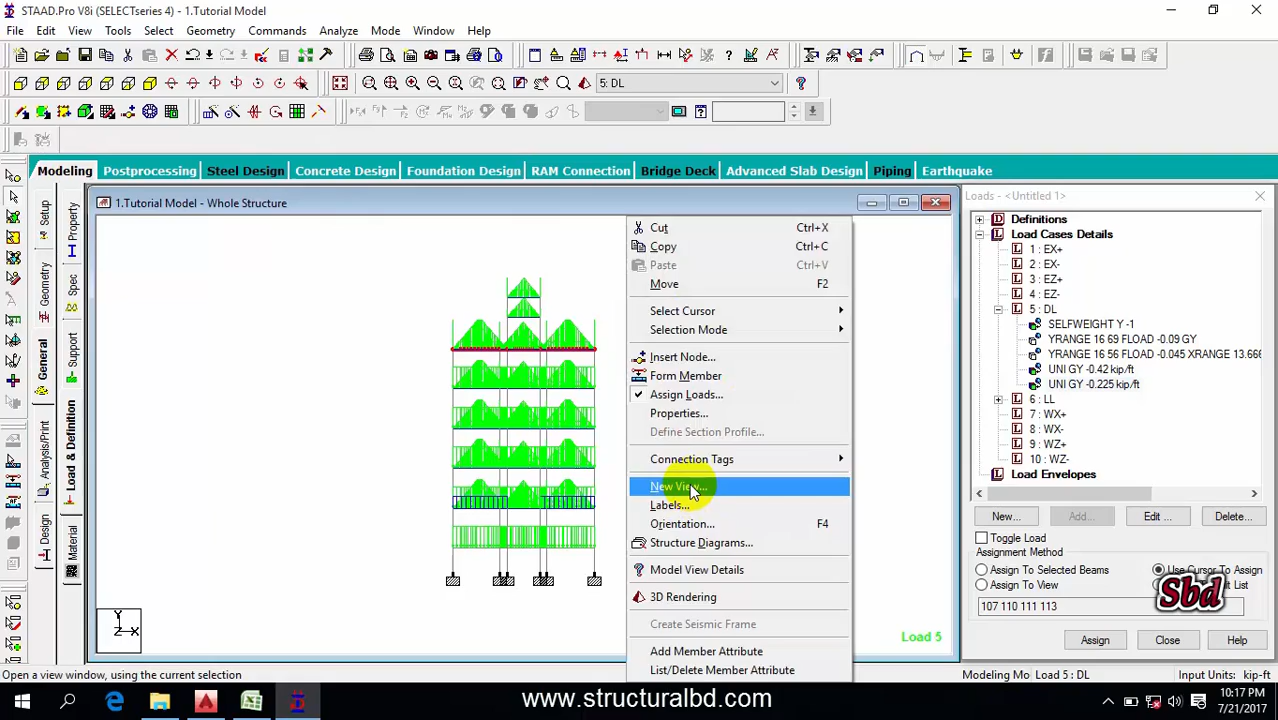 STAAD.Pro V8i (SELECTseries 4) - 1.Tutorial Model
File Edit View Tools Select Geometry Commands Analyze Mode Window Help
5: DL
Modeling Postprocessing Steel Design Concrete Design Foundation Design RAM Connection Bridge Deck Advanced Slab Design Piping Earthquake
Setup
Geometry
General
Analysis/Print
Design
Property
Spec
Support
Load & Definition
Material
1.Tutorial Model - Whole Structure
Y
Z X
Load 5
Cut Ctrl+X
Copy Ctrl+C
Paste Ctrl+V
Move F2
Select Cursor
Selection Mode
Insert Node...
Form Member
Assign Loads...
Properties...
Define Section Profile...
Connection Tags
New View...
Labels...
Orientation... F4
Structure Diagrams...
Model View Details
3D Rendering
Create Seismic Frame
Add Member Attribute
List/Delete Member Attribute
Loads - <Untitled 1>
Definitions
Load Cases Details
1 : EX+
2 : EX-
3 : EZ+
4 : EZ-
5 : DL
SELFWEIGHT Y -1
YRANGE 16 69 FLOAD -0.09 GY
YRANGE 16 56 FLOAD -0.045 XRANGE 13.666
UNI GY -0.42 kip/ft
UNI GY -0.225 kip/ft
6 : LL
7 : WX+
8 : WX-
9 : WZ+
10 : WZ-
Load Envelopes
New... Add... Edit ... Delete...
Toggle Load
Assignment Method
Assign To Selected Beams Use Cursor To Assign
Assign To View Edit List
107 110 111 113
Sbd
Assign Close Help
Open a view window, using the current selection
Modeling Mo Load 5 : DL Input Units: kip-ft
www.structuralbd.com
10:17 PM
7/21/2017